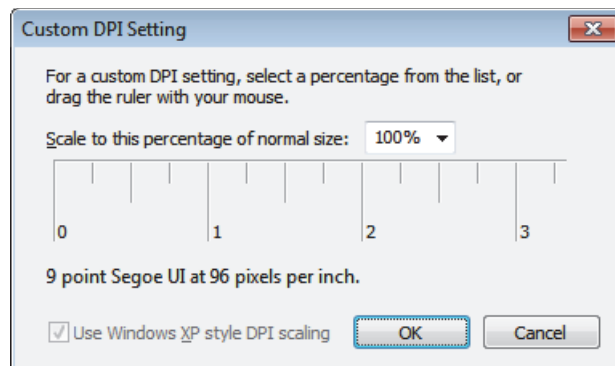 Custom DPI Setting
For a custom DPI setting, select a percentage from the list, or
drag the ruler with your mouse.
Scale to this percentage of normal size: 100%
0 1 2 3
9 point Segoe UI at 96 pixels per inch.
Use Windows XP style DPI scaling OK Cancel